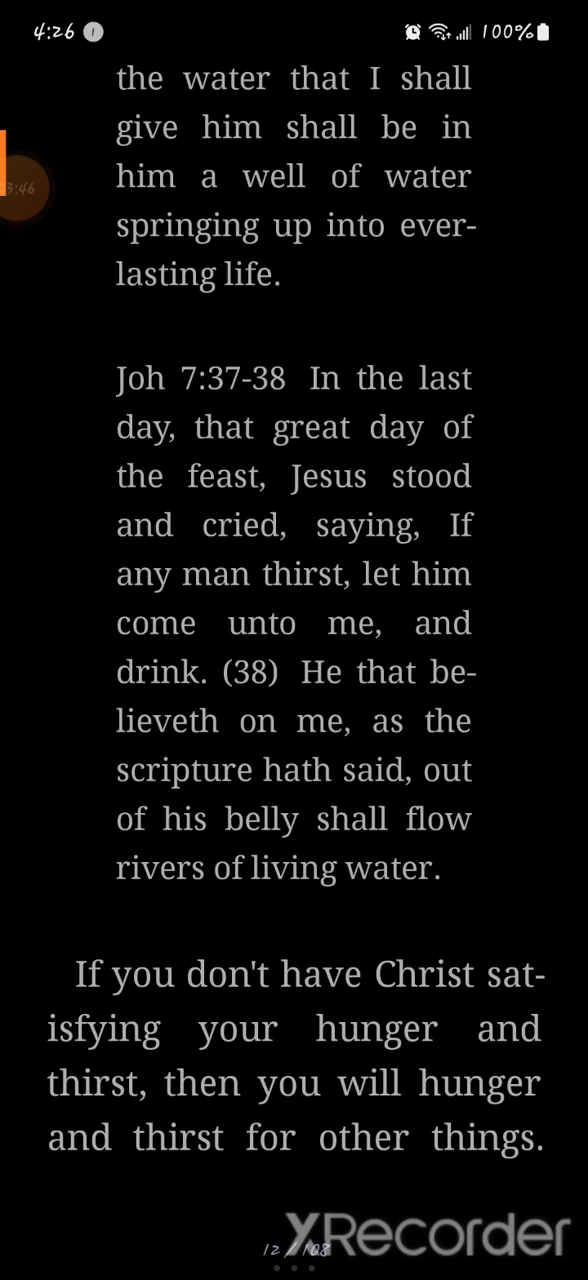 4:26
100%
the water that I shall
give him shall be in
him a well of water
03:46
springing up into ever-
lasting life.
Joh 7:37-38 In the last
day, that great day of
the feast, Jesus stood
and cried, saying, If
any man thirst, let him
come unto me, and
drink. (38) He that be-
lieveth on me, as the
scripture hath said, out
of his belly shall flow
rivers of living water.
If you don't have Christ sat-
isfying your hunger and
thirst, then you will hunger
and thirst for other things.
12 / 108
XRecorder